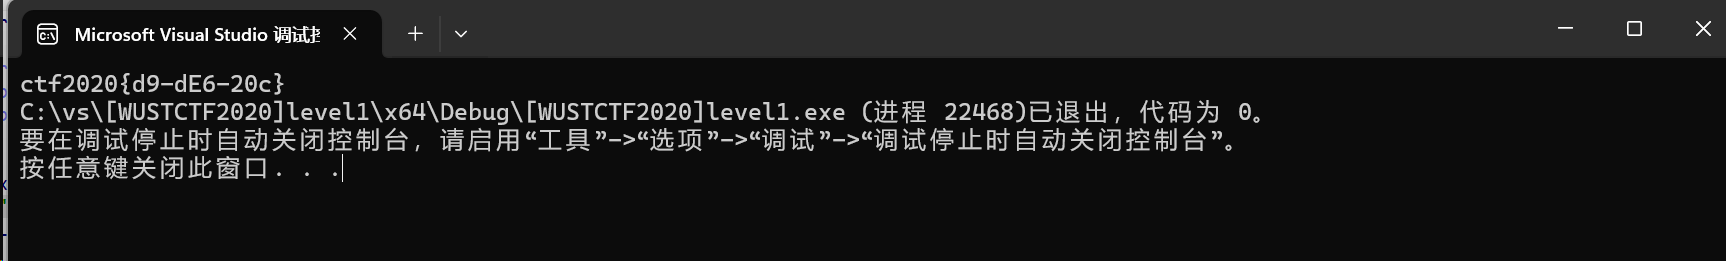 Microsoft Visual Studio 调试
ctf2020{d9-dE6-20c}
C:\vs\[WUSTCTF2020]level1\x64\Debug\[WUSTCTF2020]level1.exe (进程 22468)已退出，代码为 0。
要在调试停止时自动关闭控制台，请启用“工具”->“选项”->“调试”->“调试停止时自动关闭控制台”。
按任意键关闭此窗口. . .